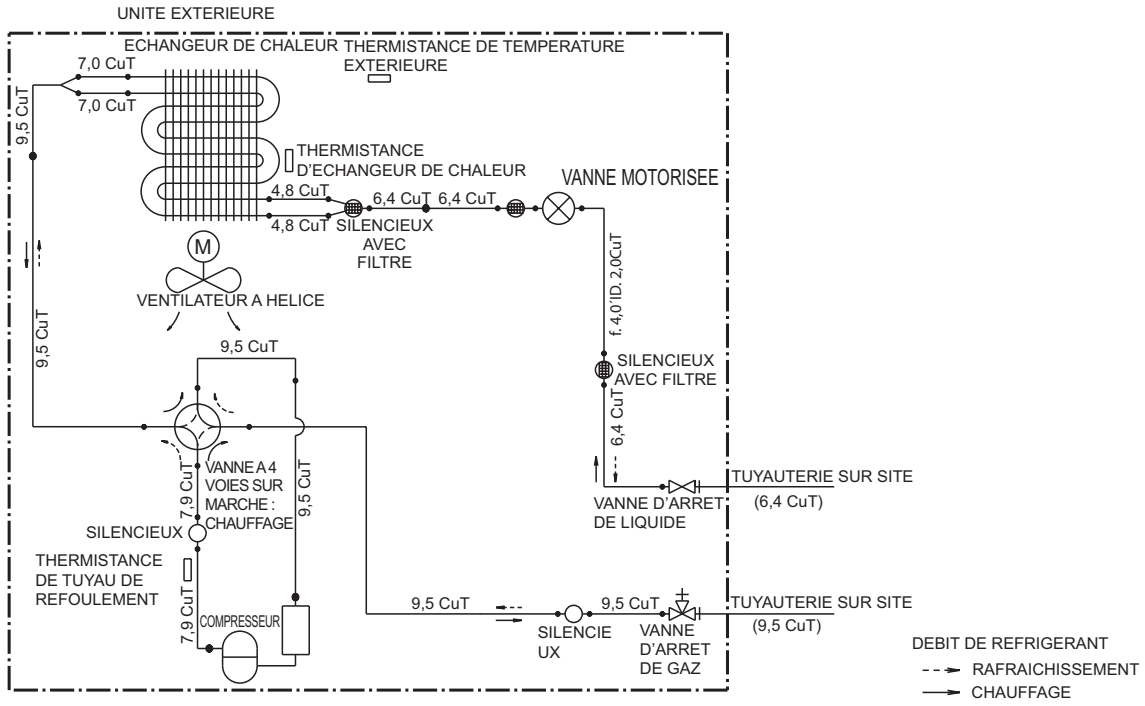 UNITE EXTERIEURE
ECHANGEUR DE CHALEUR
THERMISTANCE DE TEMPERATURE
EXTERIEURE
7,0 CuT
7,0 CuT
9,5 CuT
THERMISTANCE
D'ECHANGEUR DE CHALEUR
4,8 CuT
4,8 CuT
6,4 CuT
6,4 CuT
SILENCIEUX
AVEC
FILTRE
VANNE MOTORISEE
M
VENTILATEUR A HELICE
f. 4,0´ID. 2,0CuT
9,5 CuT
9,5 CuT
SILENCIEUX
AVEC FILTRE
6,4 CuT
VANNE A 4
VOIES SUR
MARCHE :
CHAUFFAGE
7,9 CuT
9,5 CuT
SILENCIEUX
THERMISTANCE
DE TUYAU DE
REFOULEMENT
7,9 CuT
COMPRESSEUR
VANNE D'ARRET
DE LIQUIDE
TUYAUTERIE SUR SITE
(6,4 CuT)
9,5 CuT
9,5 CuT
SILENCIE
UX
VANNE
D'ARRET
DE GAZ
TUYAUTERIE SUR SITE
(9,5 CuT)
DEBIT DE REFRIGERANT
RAFRAICHISSEMENT
CHAUFFAGE